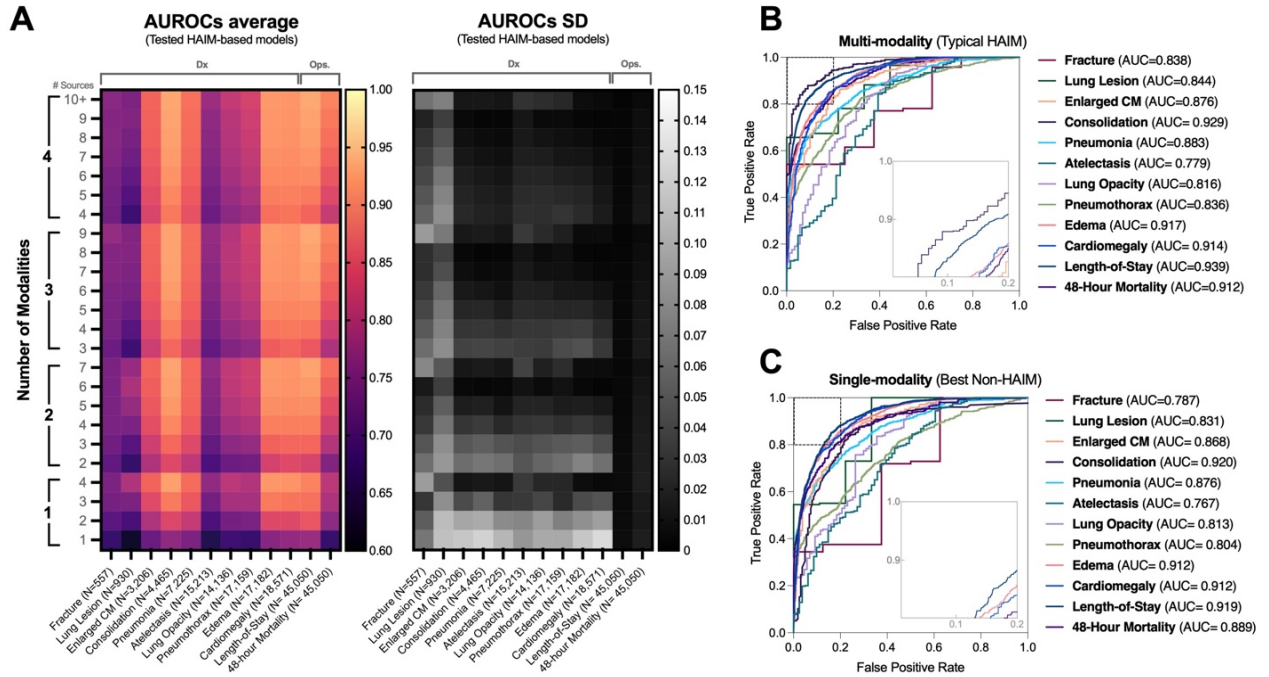 A
AUROCs average
(Tested HAIM-based models)
Dx
Ops.
# Sources
10+
9
8
7
6
5
4
9
8
7
6
5
4
3
7
6
5
4
3
2
4
3
2
1
4
3
2
1
Number of Modalities
1.00
0.95
0.90
0.85
0.80
0.75
0.70
0.65
0.60
Fracture (N=557)
Lung Lesion (N=930)
Enlarged CM (N=3,206)
Consolidation (N=4,465)
Pneumonia (N=7,225)
Atelectasis (N=15,213)
Lung Opacity (N=14,136)
Pneumothorax (N=17,159)
Edema (N=17,182)
Cardiomegaly (N=18,571)
Length-of-Stay (N= 45,050)
48-hour Mortality (N= 45,050)
AUROCs SD
(Tested HAIM-based models)
Dx
Ops.
0.15
0.14
0.13
0.12
0.11
0.10
0.09
0.08
0.07
0.06
0.05
0.04
0.03
0.02
0.01
0
Fracture (N=557)
Lung Lesion (N=930)
Enlarged CM (N=3,206)
Consolidation (N=4,465)
Pneumonia (N=7,225)
Atelectasis (N=15,213)
Lung Opacity (N=14,136)
Pneumothorax (N=17,159)
Edema (N=17,182)
Cardiomegaly (N=18,571)
Length-of-Stay (N= 45,050)
48-hour Mortality (N= 45,050)
B
Multi-modality (Typical HAIM)
1.0
0.8
0.6
0.4
0.2
0.0
True Positive Rate
0.0
0.2
0.4
0.6
0.8
1.0
False Positive Rate
1.0
0.9
0.1
0.2
Fracture (AUC=0.838)
Lung Lesion (AUC=0.844)
Enlarged CM (AUC=0.876)
Consolidation (AUC= 0.929)
Pneumonia (AUC=0.883)
Atelectasis (AUC=0.779)
Lung Opacity (AUC=0.816)
Pneumothorax (AUC=0.836)
Edema (AUC= 0.917)
Cardiomegaly (AUC= 0.914)
Length-of-Stay (AUC=0.939)
48-Hour Mortality (AUC=0.912)
C
Single-modality (Best Non-HAIM)
1.0
0.8
0.6
0.4
0.2
0.0
True Positive Rate
0.0
0.2
0.4
0.6
0.8
1.0
False Positive Rate
1.0
0.9
0.1
0.2
Fracture (AUC=0.787)
Lung Lesion (AUC=0.831)
Enlarged CM (AUC= 0.868)
Consolidation (AUC= 0.920)
Pneumonia (AUC= 0.876)
Atelectasis (AUC= 0.767)
Lung Opacity (AUC= 0.813)
Pneumothorax (AUC= 0.804)
Edema (AUC= 0.912)
Cardiomegaly (AUC= 0.912)
Length-of-Stay (AUC= 0.919)
48-Hour Mortality (AUC= 0.889)